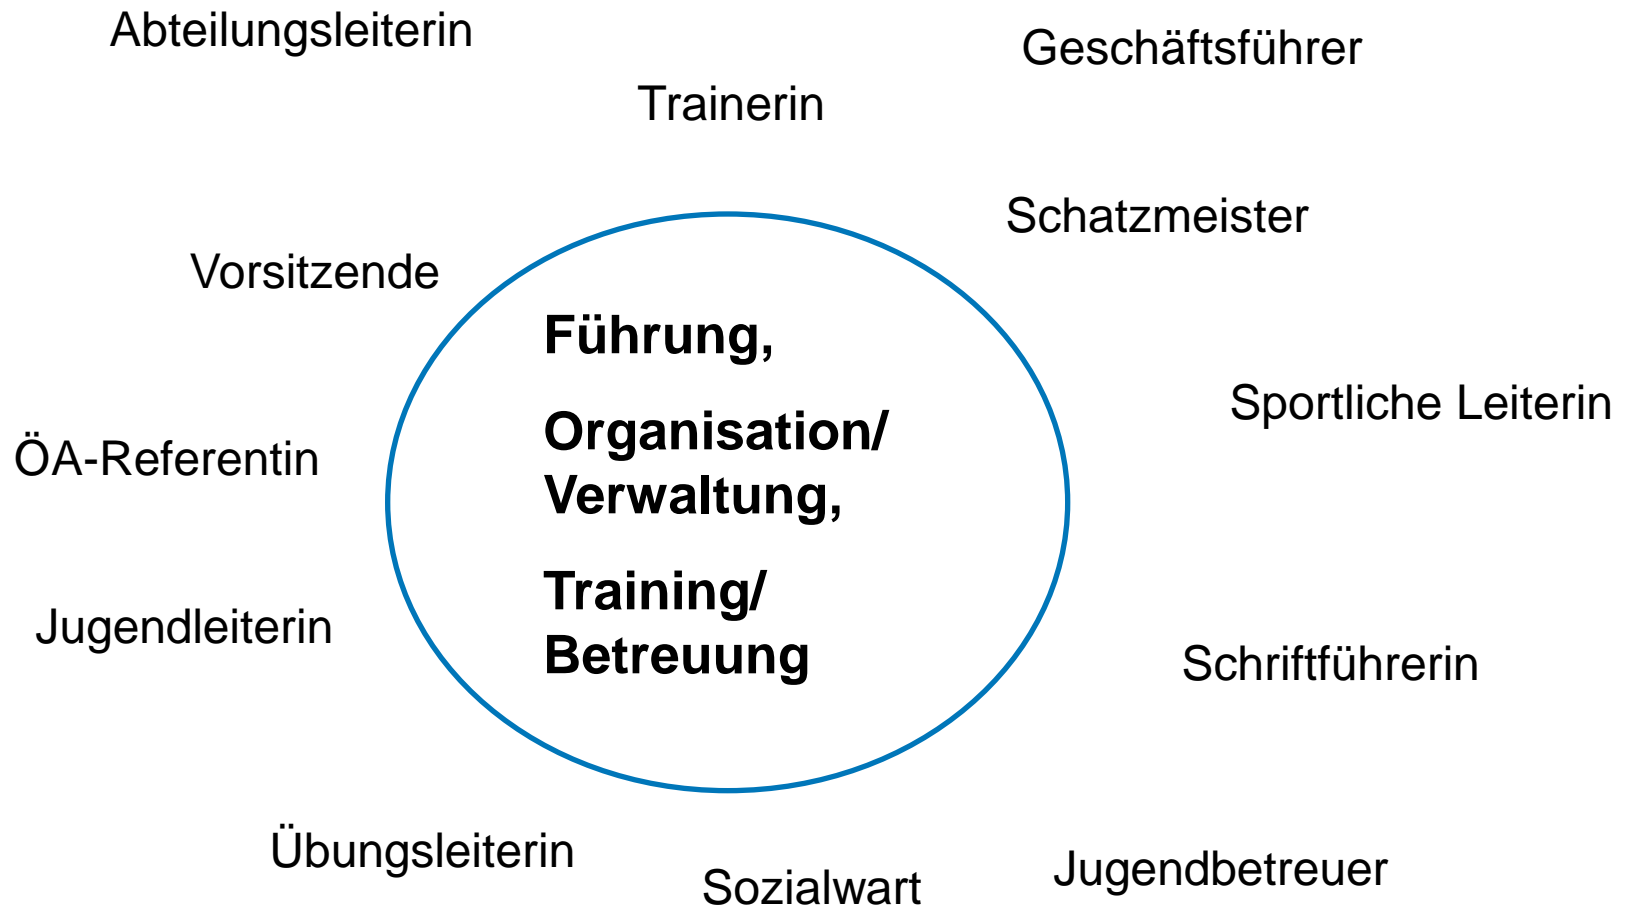 Abteilungsleiterin
Geschäftsführer
Trainerin
Schatzmeister
Vorsitzende
Führung,
Sportliche Leiterin
Organisation/
ÖA-Referentin
Verwaltung,
Training/
Jugendleiterin
Betreuung
Schriftführerin
Übungsleiterin
Jugendbetreuer
Sozialwart